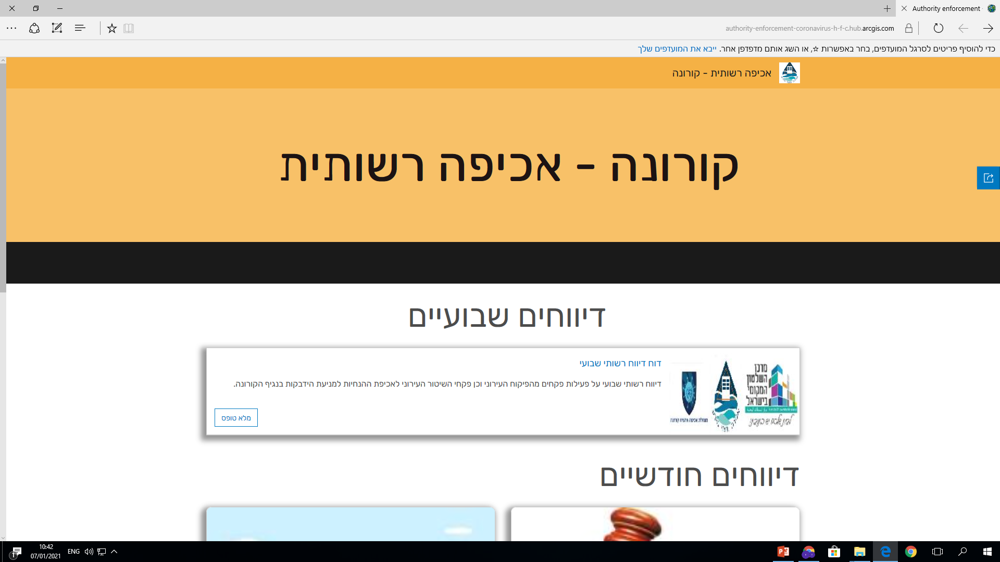 Authority enforcement
authority-enforcement-coronavirus-h-f-c.hub.arcgis.com
כדי להוסיף פריטים לסרגל המועדפים, בחר באפשרות ☆, או השג אותם מדפדפן אחר. ייבא את המועדפים שלך
אכיפה רשותית - קורונה
קורונה - אכיפה רשותית
דיווחים שבועיים
מרכז
השלטון
המקומי
בישראל
מנהלת אכיפה ארצית קורונה
דוח דיווח רשותי שבועי
דיווח רשותי שבועי על פעילות פקחים מהפיקוח העירוני וכן פקחי השיטור העירוני לאכיפת ההנחיות למניעת הידבקות בנגיף הקורונה.
מלא טופס
דיווחים חודשיים
ENG
10:42
07/01/2021
1